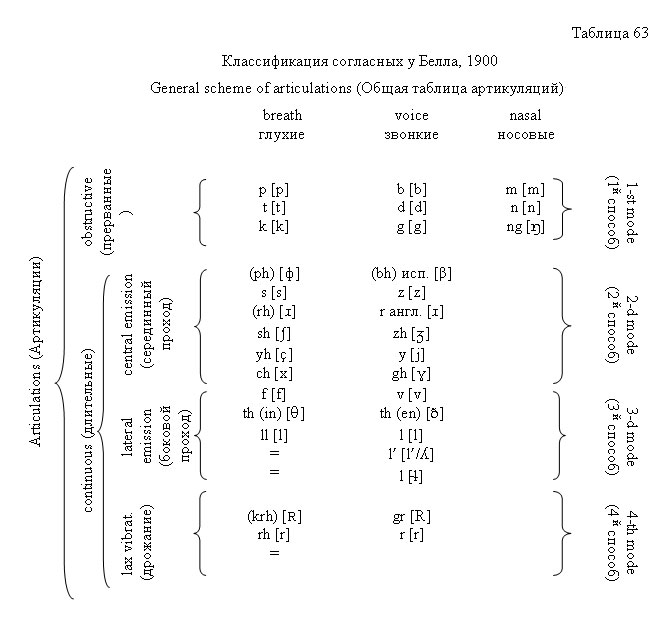 Таблица 63
Классификация согласных у Белла, 1900
General scheme of articulations (Общая таблица артикуляций)
breath voice nasal
глухие звонкие носовые
Articulations (Артикуляции)
obstructive
(прерванные
)
p [p] b [b] m [m]
t [t] d [d] n [n]
k [k] g [g] ng [ŋ]
1-st mode
(1й способ)
continuous (длительные)
central emission
(серединный
проход)
(ph) [ɸ] (bh) исп. [β]
s [s] z [z]
(rh) [ɹ] r англ. [ɹ]
sh [ʃ] zh [ʒ]
yh [ç] y [j]
ch [x] gh [ɣ]
2-d mode
(2й способ)
lateral
emission
(боковой
проход)
f [f] v [v]
th (in) [θ] th (en) [ð]
ll [l] l [l]
= l′ [l′/ʎ]
= l [ɫ]
3-d mode
(3й способ)
lax vibrat.
(дрожание)
(krh) [R] gr [R]
rh [r] r [r]
=
4-th mode
(4й способ)